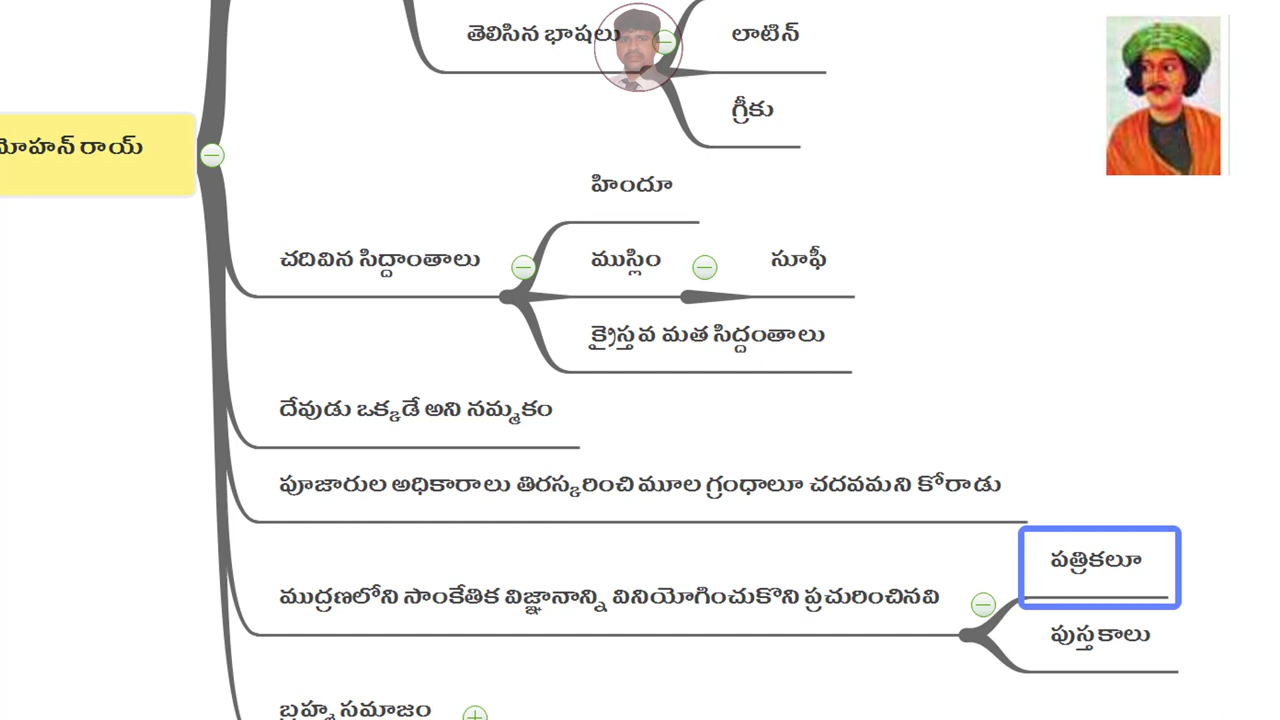 తెలిసిన భాషలు
లాటిన్
గ్రీకు
మోహన్ రాయ్
హిందూ
చదివిన సిద్దాంతాలు
ముస్లిం
సూఫీ
క్రైస్తవ మత సిద్దంతాలు
దేవుడు ఒక్కడే అని నమ్మకం
పూజారుల అధికారాలు తిరస్కరించి మూల గ్రంధాలూ చదవమని కోరాడు
పత్రికలూ
ముద్రణలోని సాంకేతిక విజ్ఞానాన్ని వినియోగించుకొని ప్రచురించినవి
పుస్తకాలు
బ్రహ్మ సమాజం